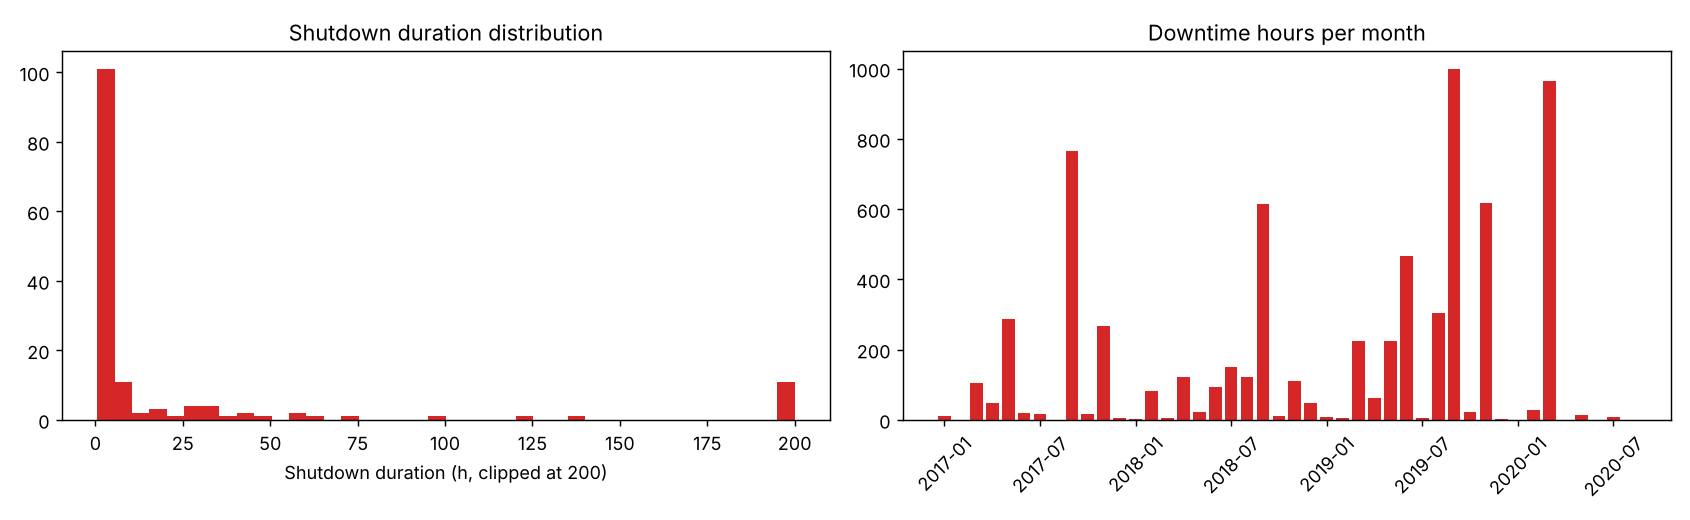 Shutdown duration distribution
100
80
60
40
20
0
0 25 50 75 100 125 150 175 200
Shutdown duration (h, clipped at 200)
Downtime hours per month
1000
800
600
400
200
0
2017-01 2017-07 2018-01 2018-07 2019-01 2019-07 2020-01 2020-07